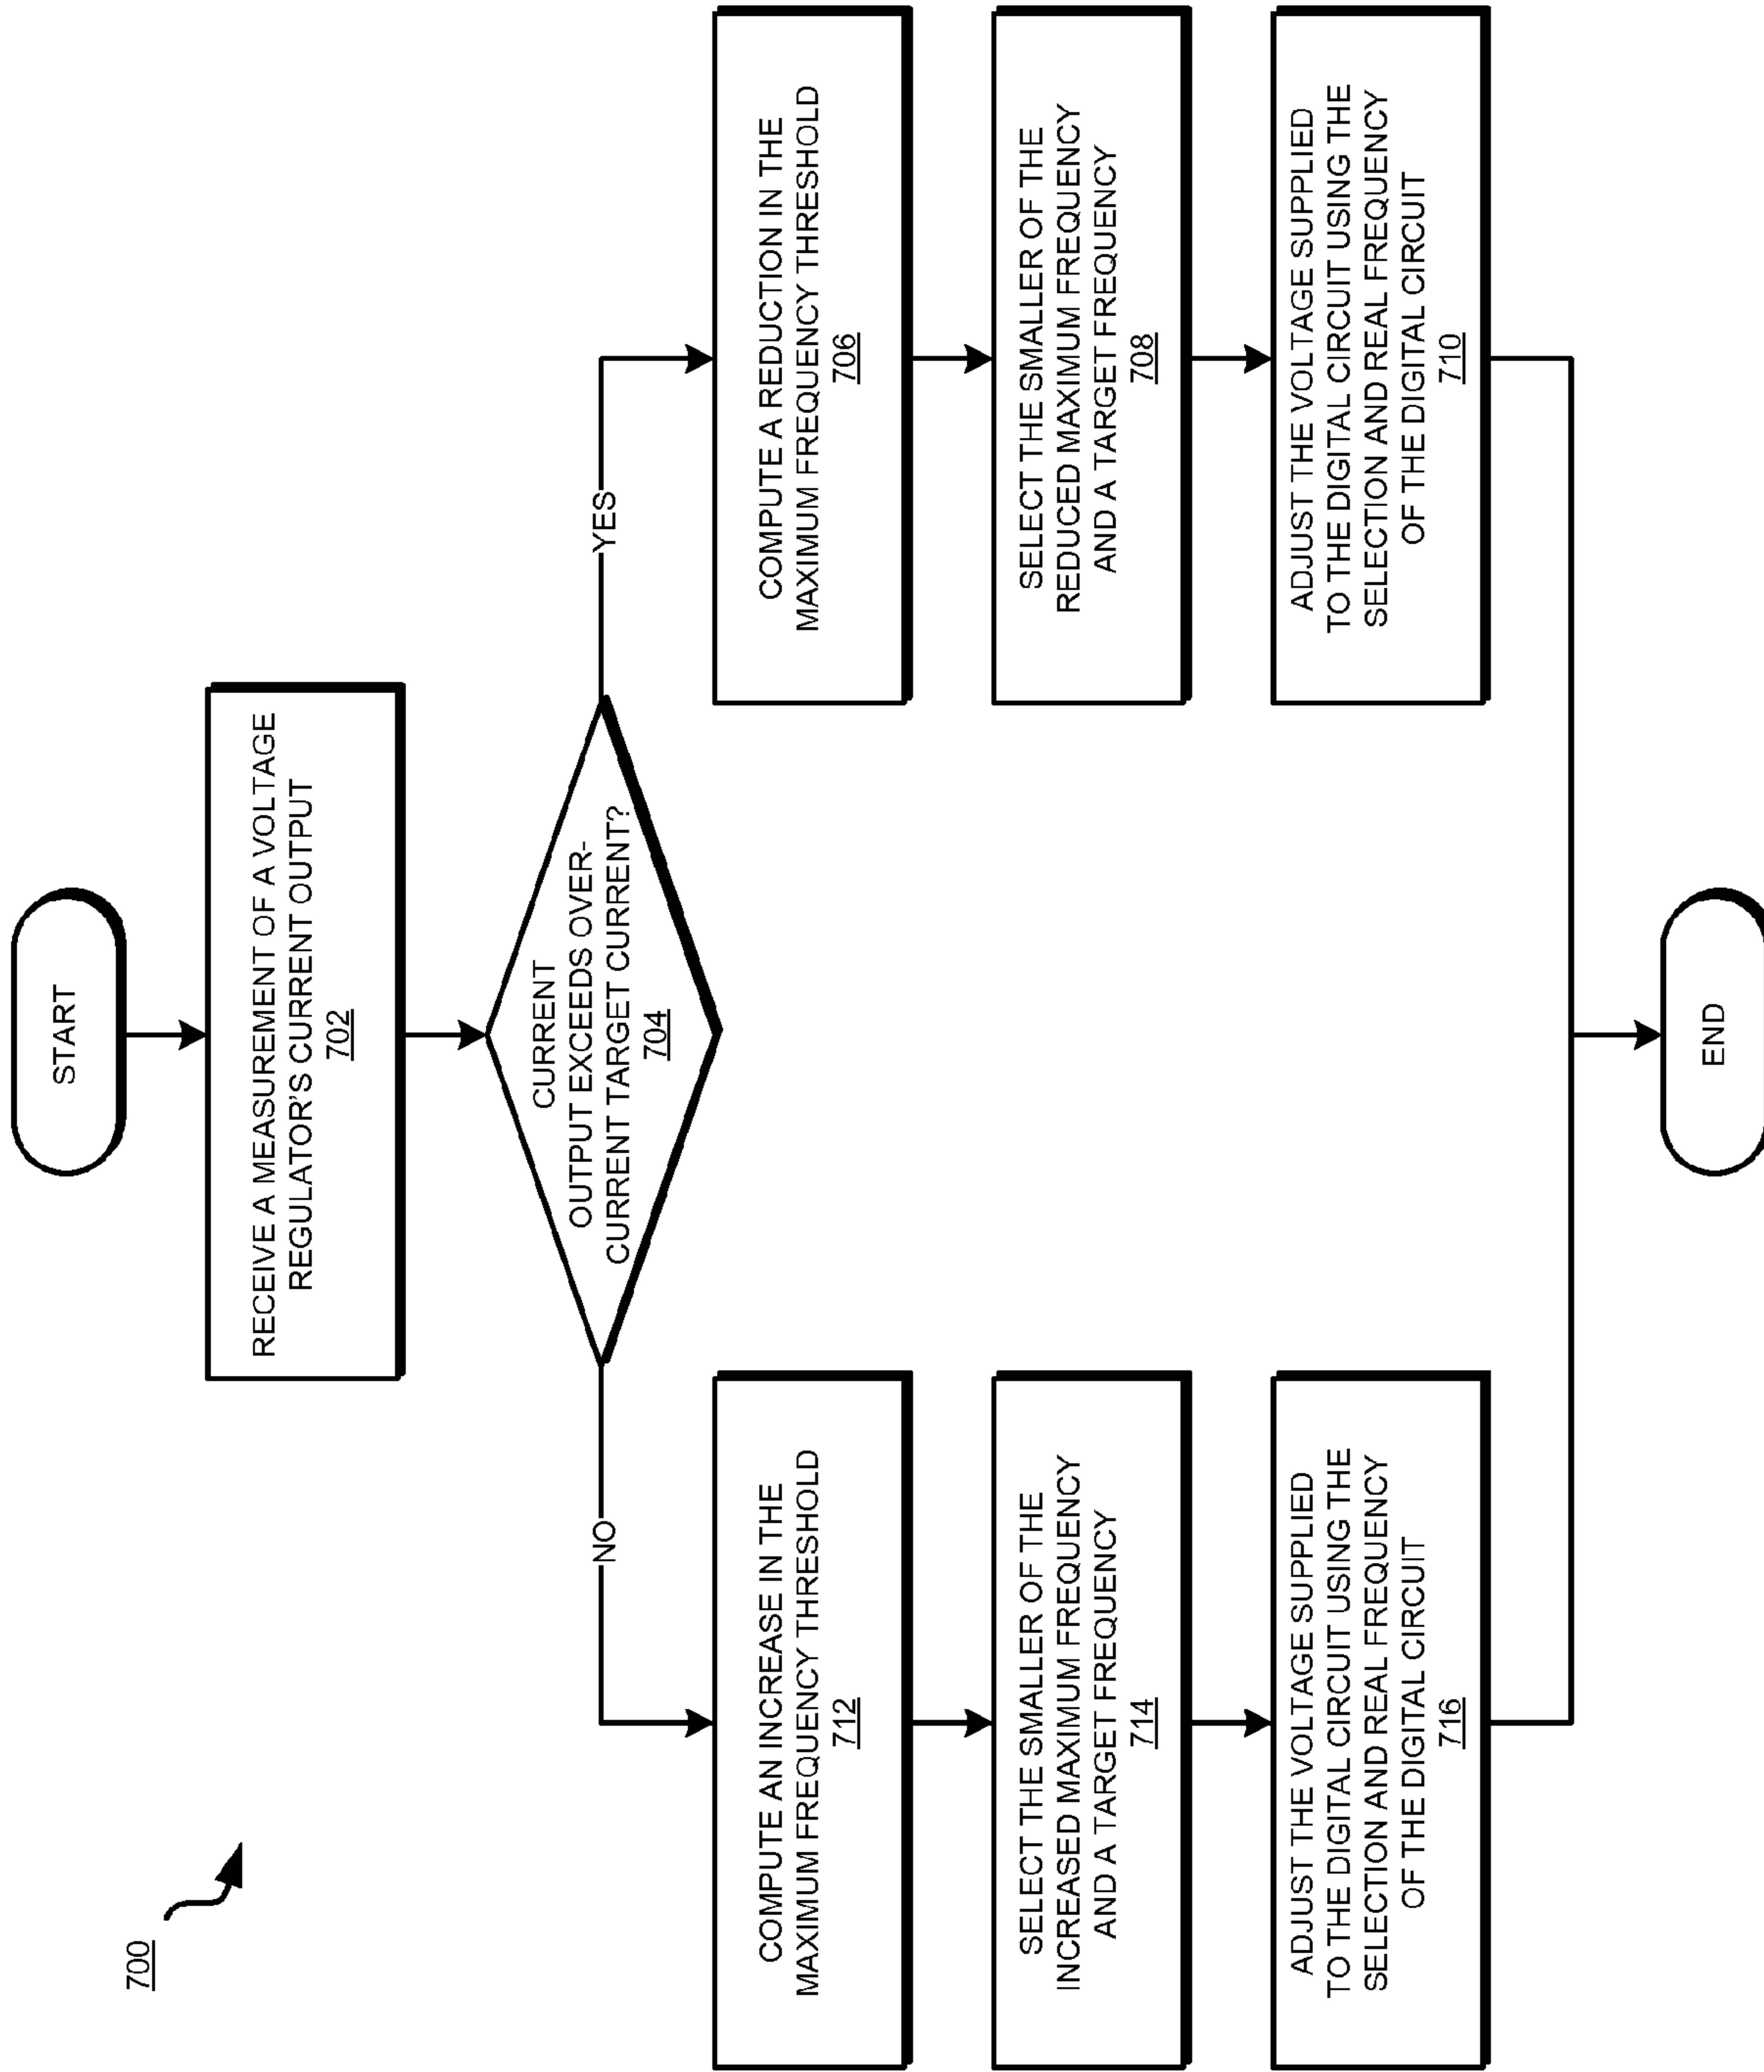 700
START
RECEIVE A MEASUREMENT OF A VOLTAGE
REGULATOR'S CURRENT OUTPUT
702
CURRENT
OUTPUT EXCEEDS OVER-
CURRENT TARGET CURRENT?
704
NO
YES
COMPUTE AN INCREASE IN THE
MAXIMUM FREQUENCY THRESHOLD
712
SELECT THE SMALLER OF THE
INCREASED MAXIMUM FREQUENCY
AND A TARGET FREQUENCY
714
ADJUST THE VOLTAGE SUPPLIED
TO THE DIGITAL CIRCUIT USING THE
SELECTION AND REAL FREQUENCY
OF THE DIGITAL CIRCUIT
716
COMPUTE A REDUCTION IN THE
MAXIMUM FREQUENCY THRESHOLD
706
SELECT THE SMALLER OF THE
REDUCED MAXIMUM FREQUENCY
AND A TARGET FREQUENCY
708
ADJUST THE VOLTAGE SUPPLIED
TO THE DIGITAL CIRCUIT USING THE
SELECTION AND REAL FREQUENCY
OF THE DIGITAL CIRCUIT
710
END